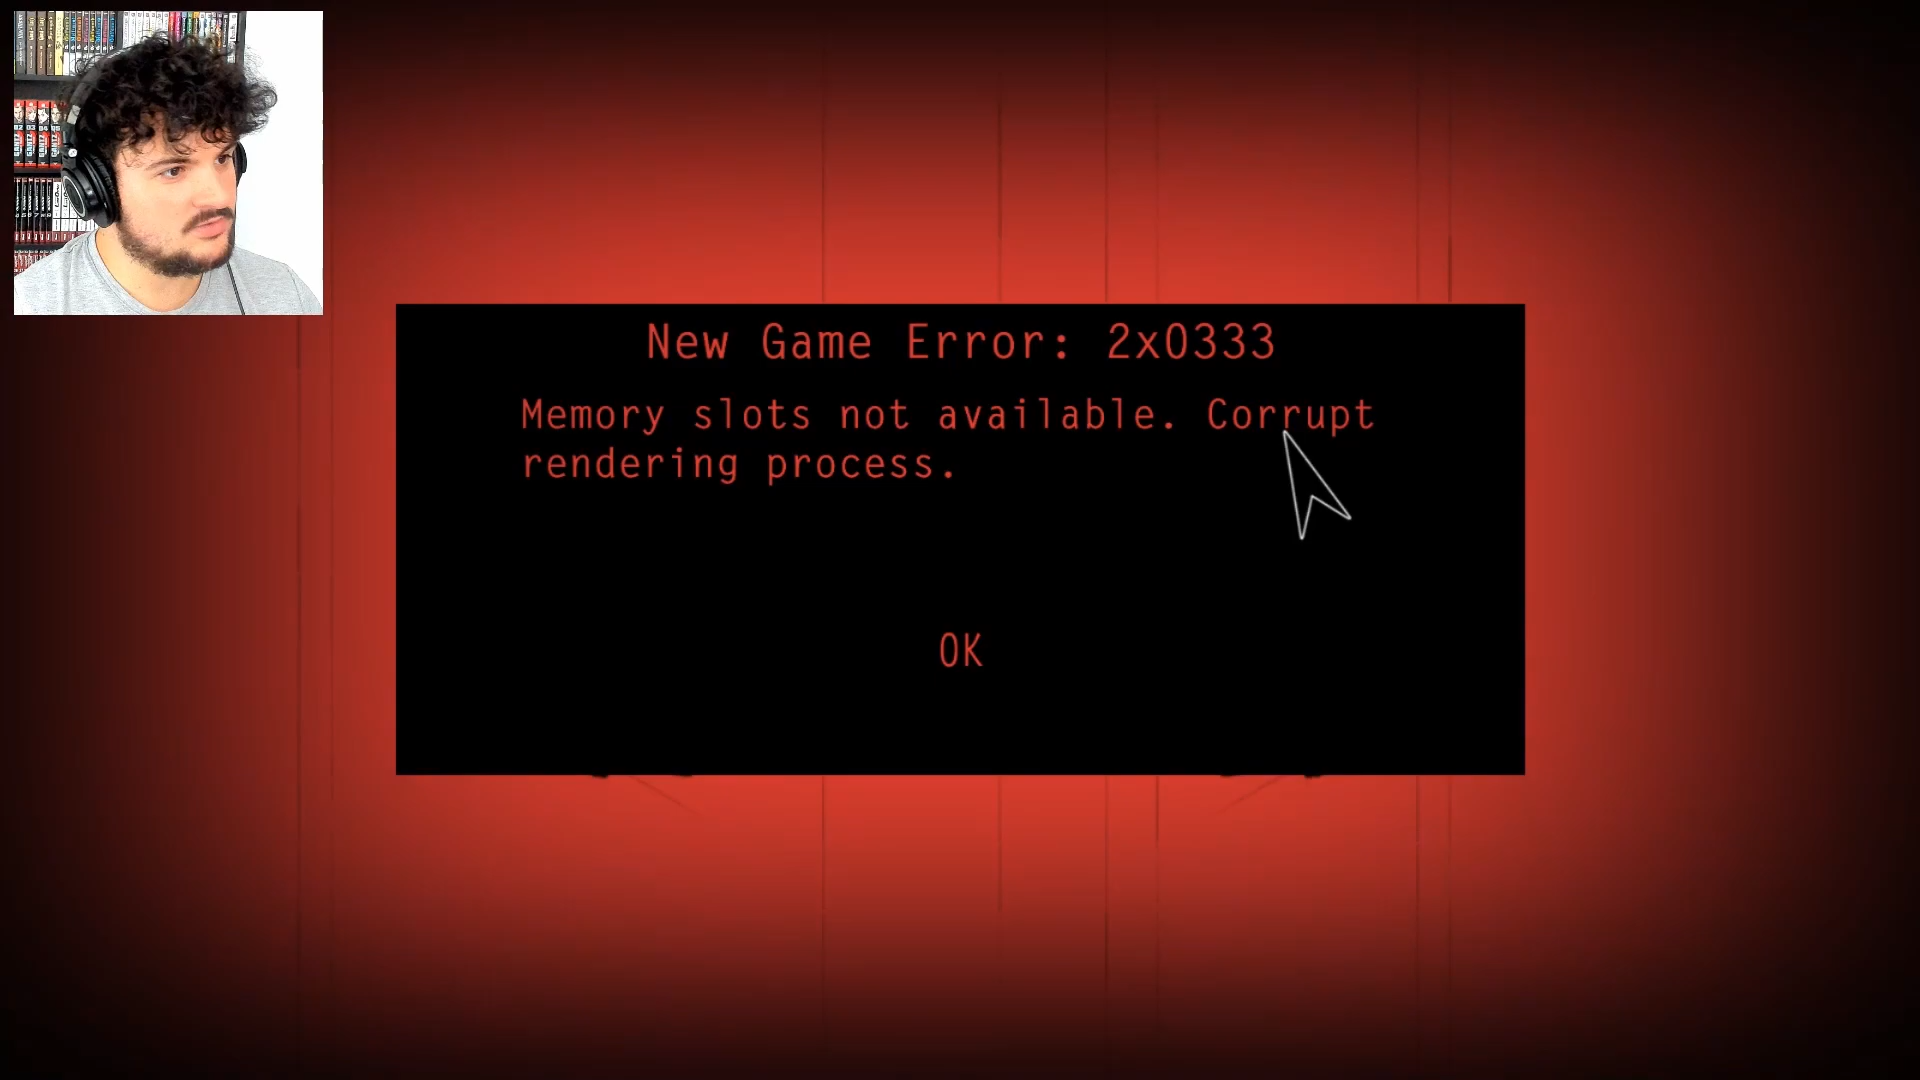 New Game Error: 2x0333
Memory slots not available. Corrupt
rendering process.
OK